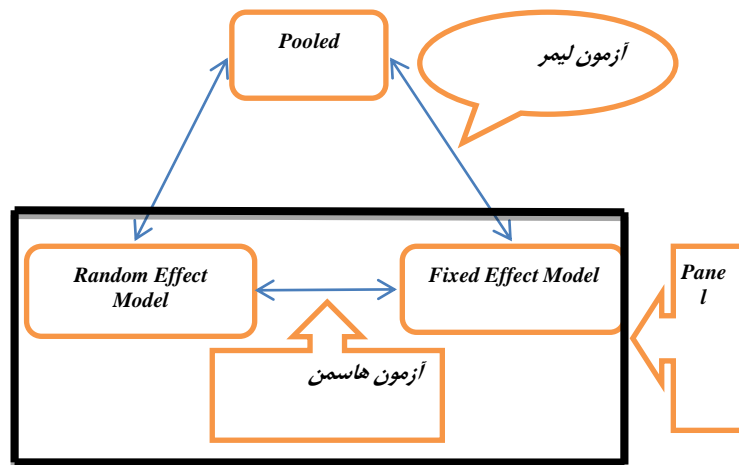 Pooled
آزمون لیمر
Random Effect
Model
Fixed Effect Model
Pane
l
آزمون هاسمن